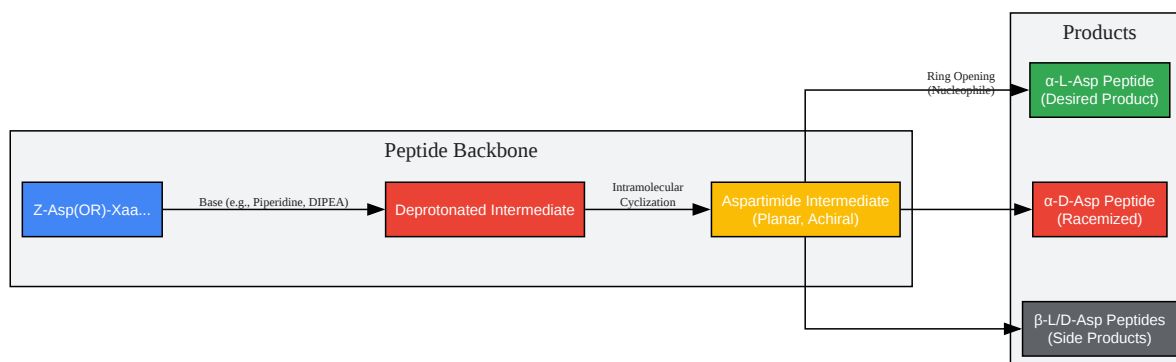 Products
Ring Opening
(Nucleophile)
α-L-Asp Peptide
(Desired Product)
Peptide Backbone
Z-Asp(OR)-Xaa...
Base (e.g., Piperidine, DIPEA)
Deprotonated Intermediate
Intramolecular
Cyclization
Aspartimide Intermediate
(Planar, Achiral)
α-D-Asp Peptide
(Racemized)
β-L/D-Asp Peptides
(Side Products)